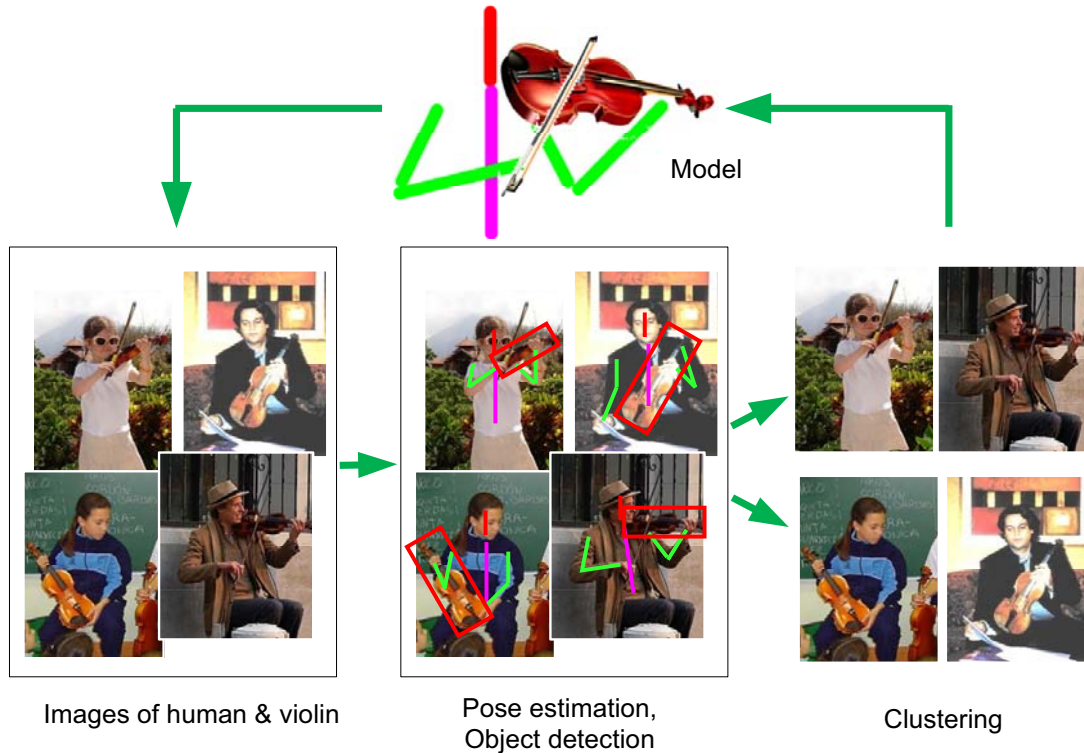 Model
Images of human & violin
Pose estimation,
Object detection
Clustering